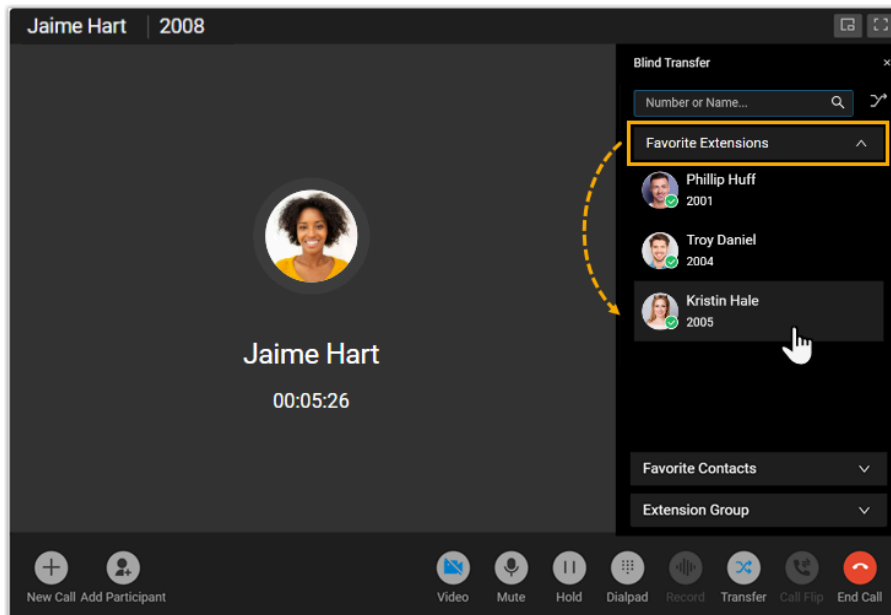 Jaime Hart 2008
Blind Transfer
Number or Name...
Favorite Extensions
Phillip Huff
2001
Troy Daniel
2004
Kristin Hale
2005
Jaime Hart
00:05:26
Favorite Contacts
Extension Group
New Call Add Participant Video Mute Hold Dialpad Record Transfer Call Flip End Call